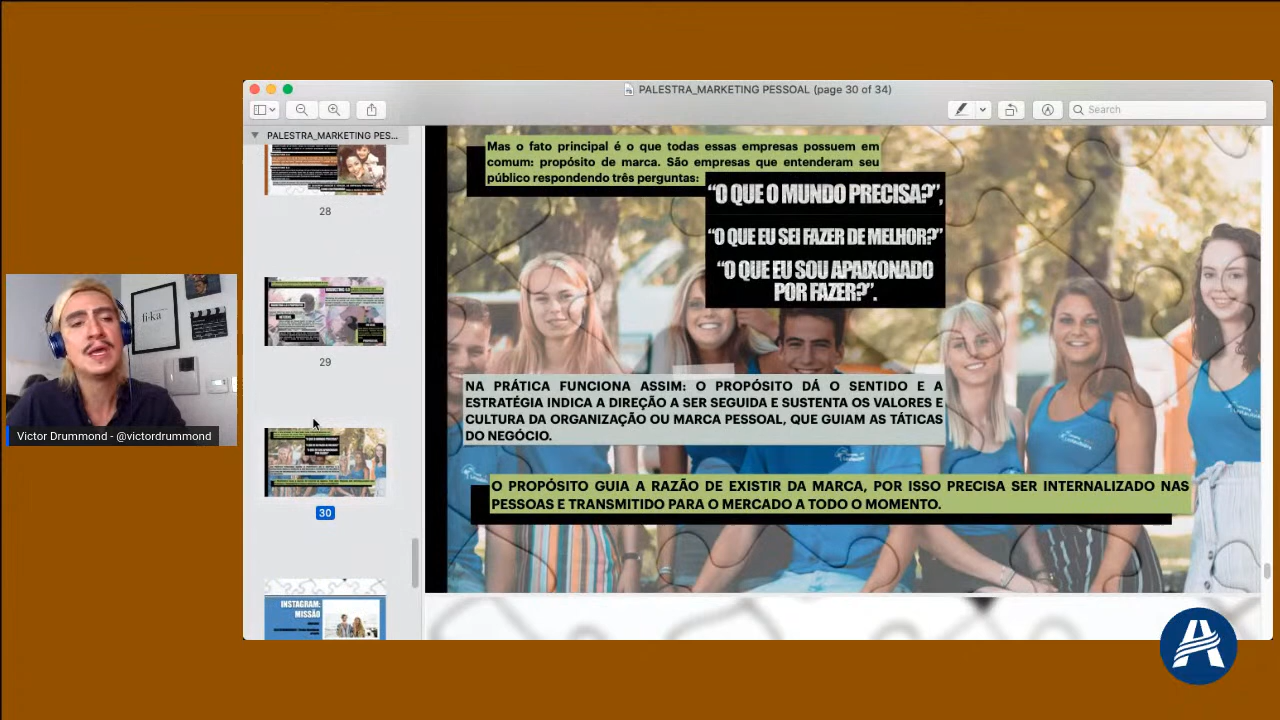 PALESTRA_MARKETING PESSOAL (page 30 of 34)
Search
PALESTRA_MARKETING PES...
28
29
30
INSTAGRAM:
MISSÃO
fi·ka
Victor Drummond - @victordrummond
Mas o fato principal é o que todas essas empresas possuem em
comum: propósito de marca. São empresas que entenderam seu
público respondendo três perguntas:
“O QUE O MUNDO PRECISA?”,
“O QUE EU SEI FAZER DE MELHOR?”
“O QUE EU SOU APAIXONADO
POR FAZER?”.
NA PRÁTICA FUNCIONA ASSIM: O PROPÓSITO DÁ O SENTIDO E A
ESTRATÉGIA INDICA A DIREÇÃO A SER SEGUIDA E SUSTENTA OS VALORES E
CULTURA DA ORGANIZAÇÃO OU MARCA PESSOAL, QUE GUIAM AS TÁTICAS
DO NEGÓCIO.
O PROPÓSITO GUIA A RAZÃO DE EXISTIR DA MARCA, POR ISSO PRECISA SER INTERNALIZADO NAS
PESSOAS E TRANSMITIDO PARA O MERCADO A TODO O MOMENTO.